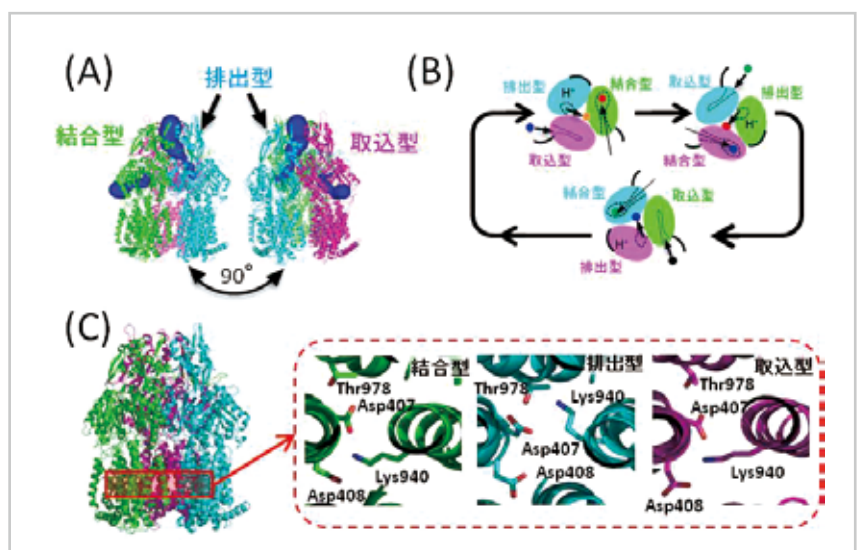 (A)
排出型
結合型
取込型
90°
(B)
排出型
H⁺
結合型
取込型
取込型
排出型
H⁺
結合型
結合型
取込型
H⁺
排出型
(C)
結合型
Thr978
Asp407
Lys940
Asp408
排出型
Thr978
Lys940
Asp407
Asp408
取込型
Thr978
Asp407
Lys940
Asp408